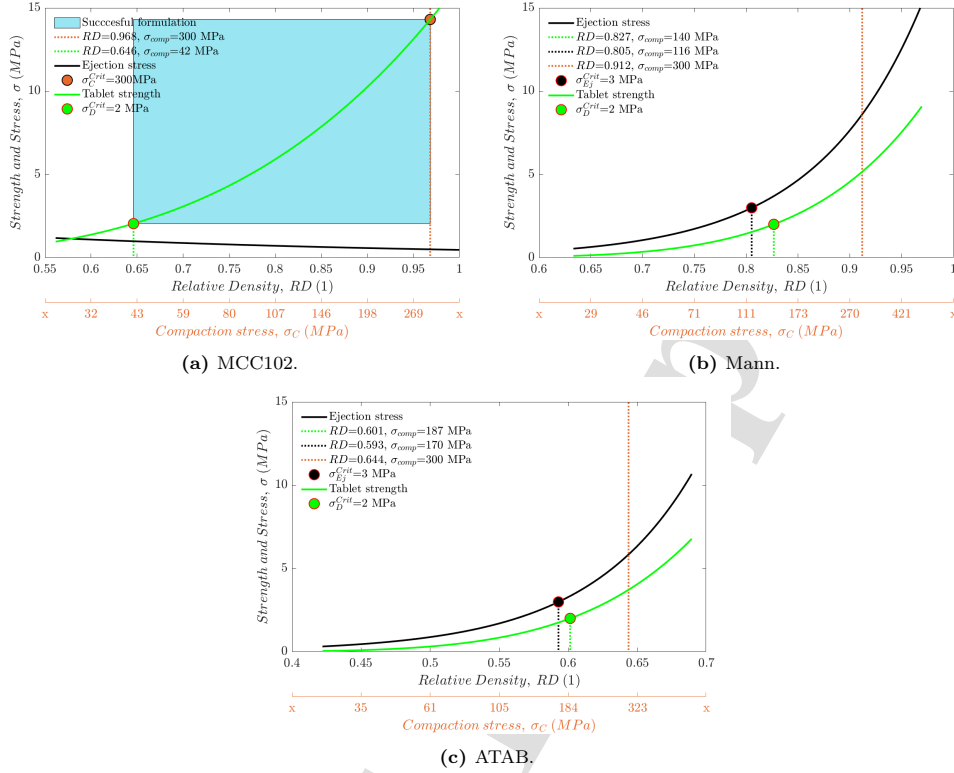 Succcesful formulation
RD=0.968, σcomp=300 MPa
RD=0.646, σcomp=42 MPa
Ejection stress
σ_C^Crit=300MPa
Tablet strength
σ_D^Crit=2 MPa
Strength and Stress, σ (MPa)
15
10
5
0
0.55 0.6 0.65 0.7 0.75 0.8 0.85 0.9 0.95 1
Relative Density, RD (1)
x 32 43 59 80 107 146 198 269 x
Compaction stress, σ_C (MPa)
(a) MCC102.
Ejection stress
RD=0.827, σcomp=140 MPa
RD=0.805, σcomp=116 MPa
RD=0.912, σcomp=300 MPa
σ_Ej^Crit=3 MPa
Tablet strength
σ_D^Crit=2 MPa
Strength and Stress, σ (MPa)
15
10
5
0
0.6 0.65 0.7 0.75 0.8 0.85 0.9 0.95 1
Relative Density, RD (1)
x 29 46 71 111 173 270 421 x
Compaction stress, σ_C (MPa)
(b) Mann.
Ejection stress
RD=0.601, σcomp=187 MPa
RD=0.593, σcomp=170 MPa
RD=0.644, σcomp=300 MPa
σ_Ej^Crit=3 MPa
Tablet strength
σ_D^Crit=2 MPa
Strength and Stress, σ (MPa)
15
10
5
0
0.4 0.45 0.5 0.55 0.6 0.65 0.7
Relative Density, RD (1)
x 35 61 105 184 323 x
Compaction stress, σ_C (MPa)
(c) ATAB.